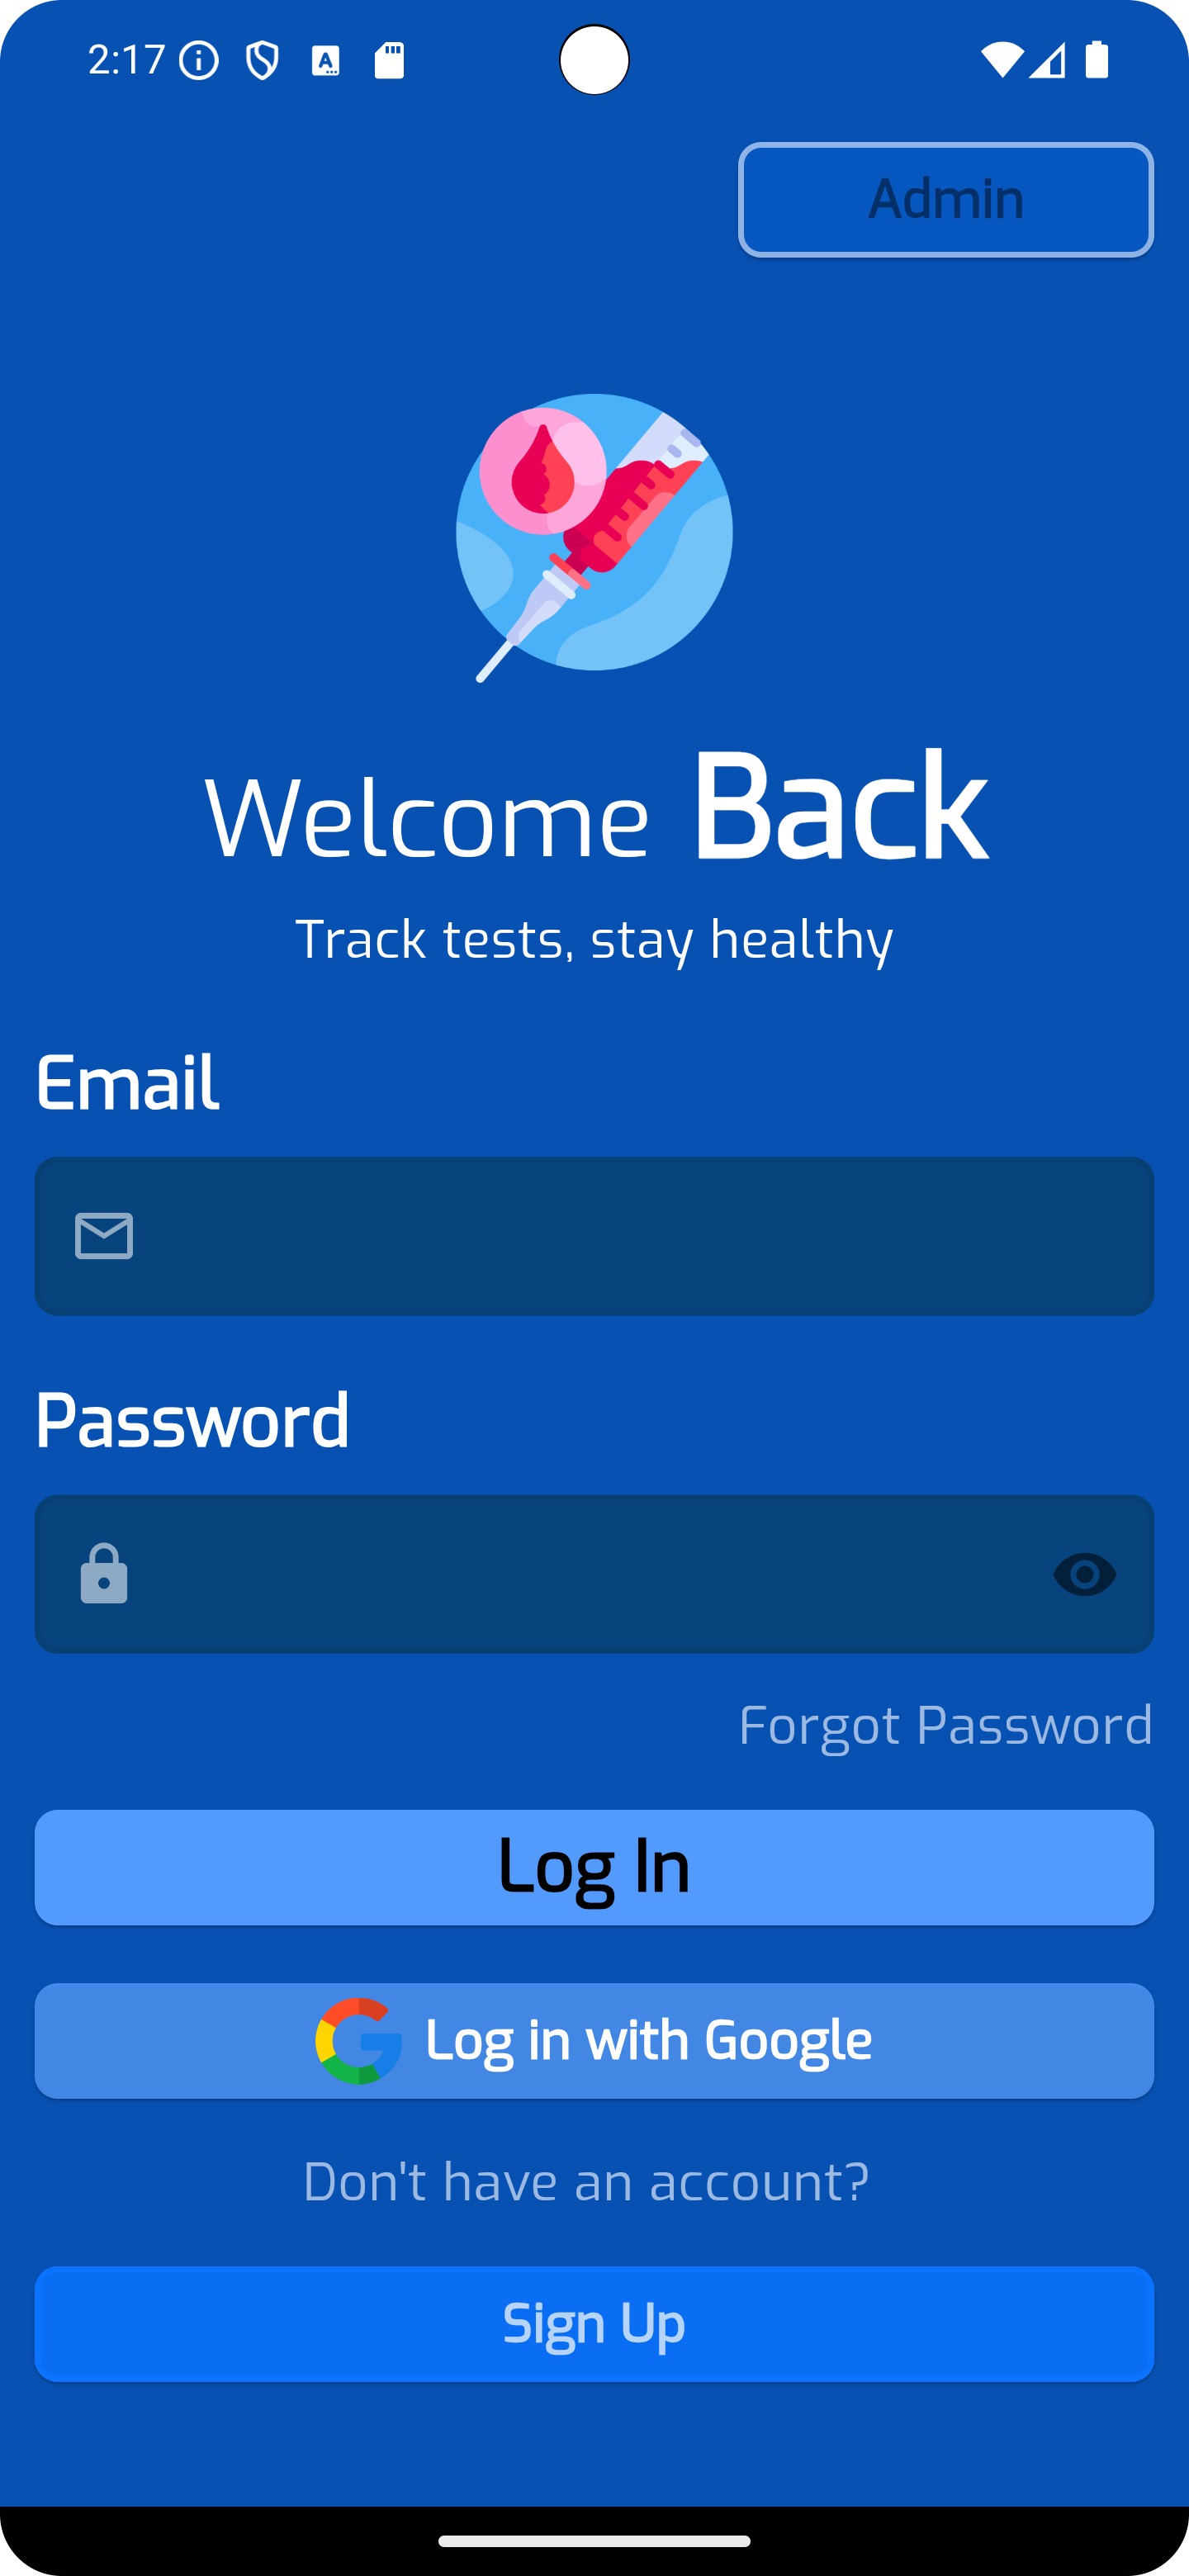 2:17
Admin
Welcome Back
Track tests, stay healthy
Email
Password
Forgot Password
Log In
Log in with Google
Don't have an account?
Sign Up